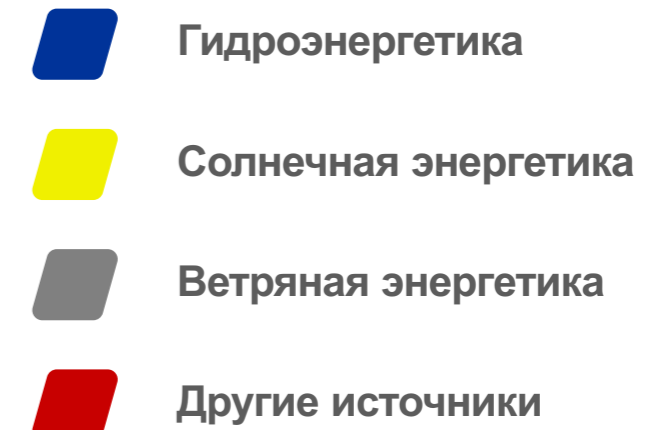 Гидроэнергетика
Солнечная энергетика
Ветряная энергетика
Другие источники